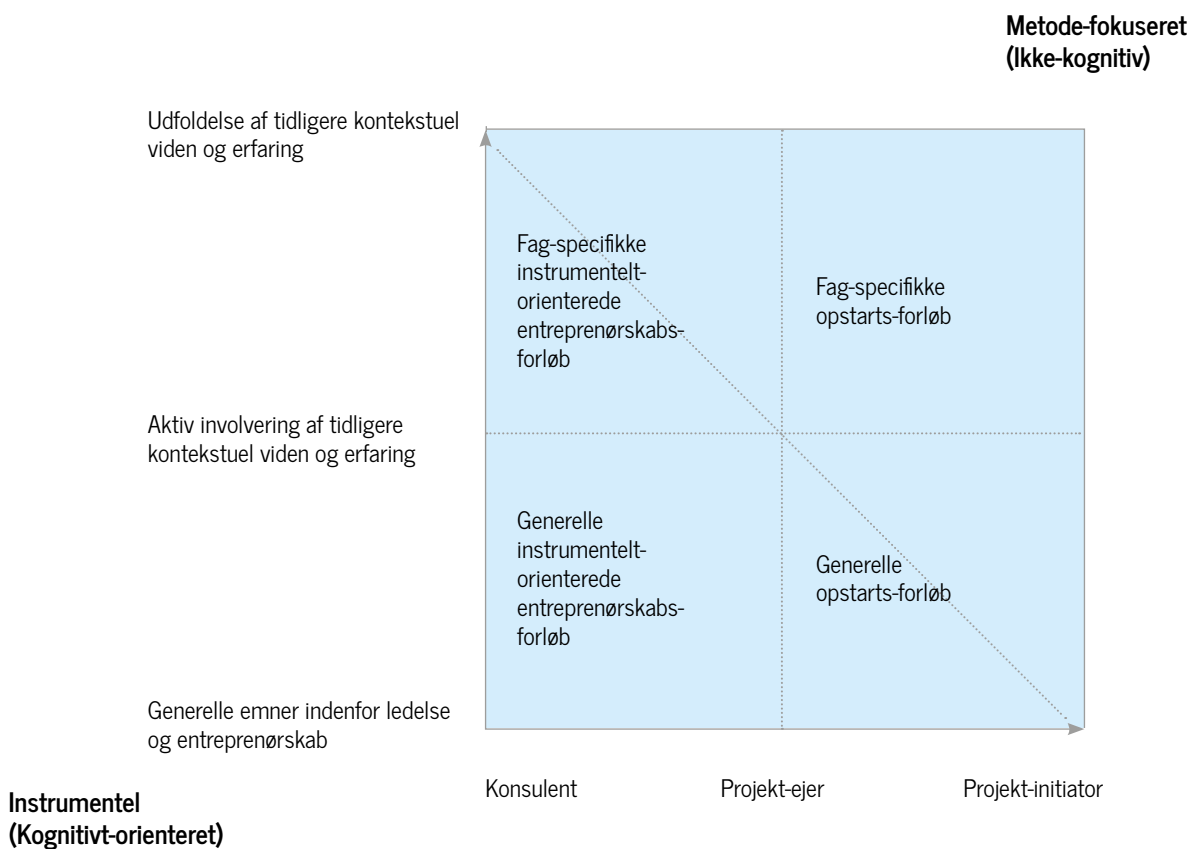 Metode-fokuseret
(Ikke-kognitiv)
Udfoldelse af tidligere kontekstuel
viden og erfaring
Fag-specifikke
instrumentelt-
orienterede
entreprenørskabs-
forløb
Fag-specifikke
opstarts-forløb
Aktiv involvering af tidligere
kontekstuel viden og erfaring
Generelle
instrumentelt-
orienterede
entreprenørskabs-
forløb
Generelle
opstarts-forløb
Generelle emner indenfor ledelse
og entreprenørskab
Konsulent
Projekt-ejer
Projekt-initiator
Instrumentel
(Kognitivt-orienteret)